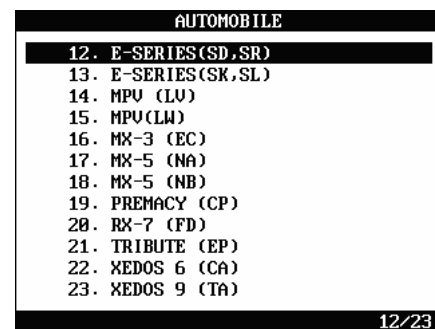 AUTOMOBILE
12. E-SERIES(SD,SR)
13. E-SERIES(SK,SL)
14. MPV (LV)
15. MPV(LW)
16. MX-3 (EC)
17. MX-5 (NA)
18. MX-5 (NB)
19. PREMACY (CP)
20. RX-7 (FD)
21. TRIBUTE (EP)
22. XEDOS 6 (CA)
23. XEDOS 9 (TA)
12/23